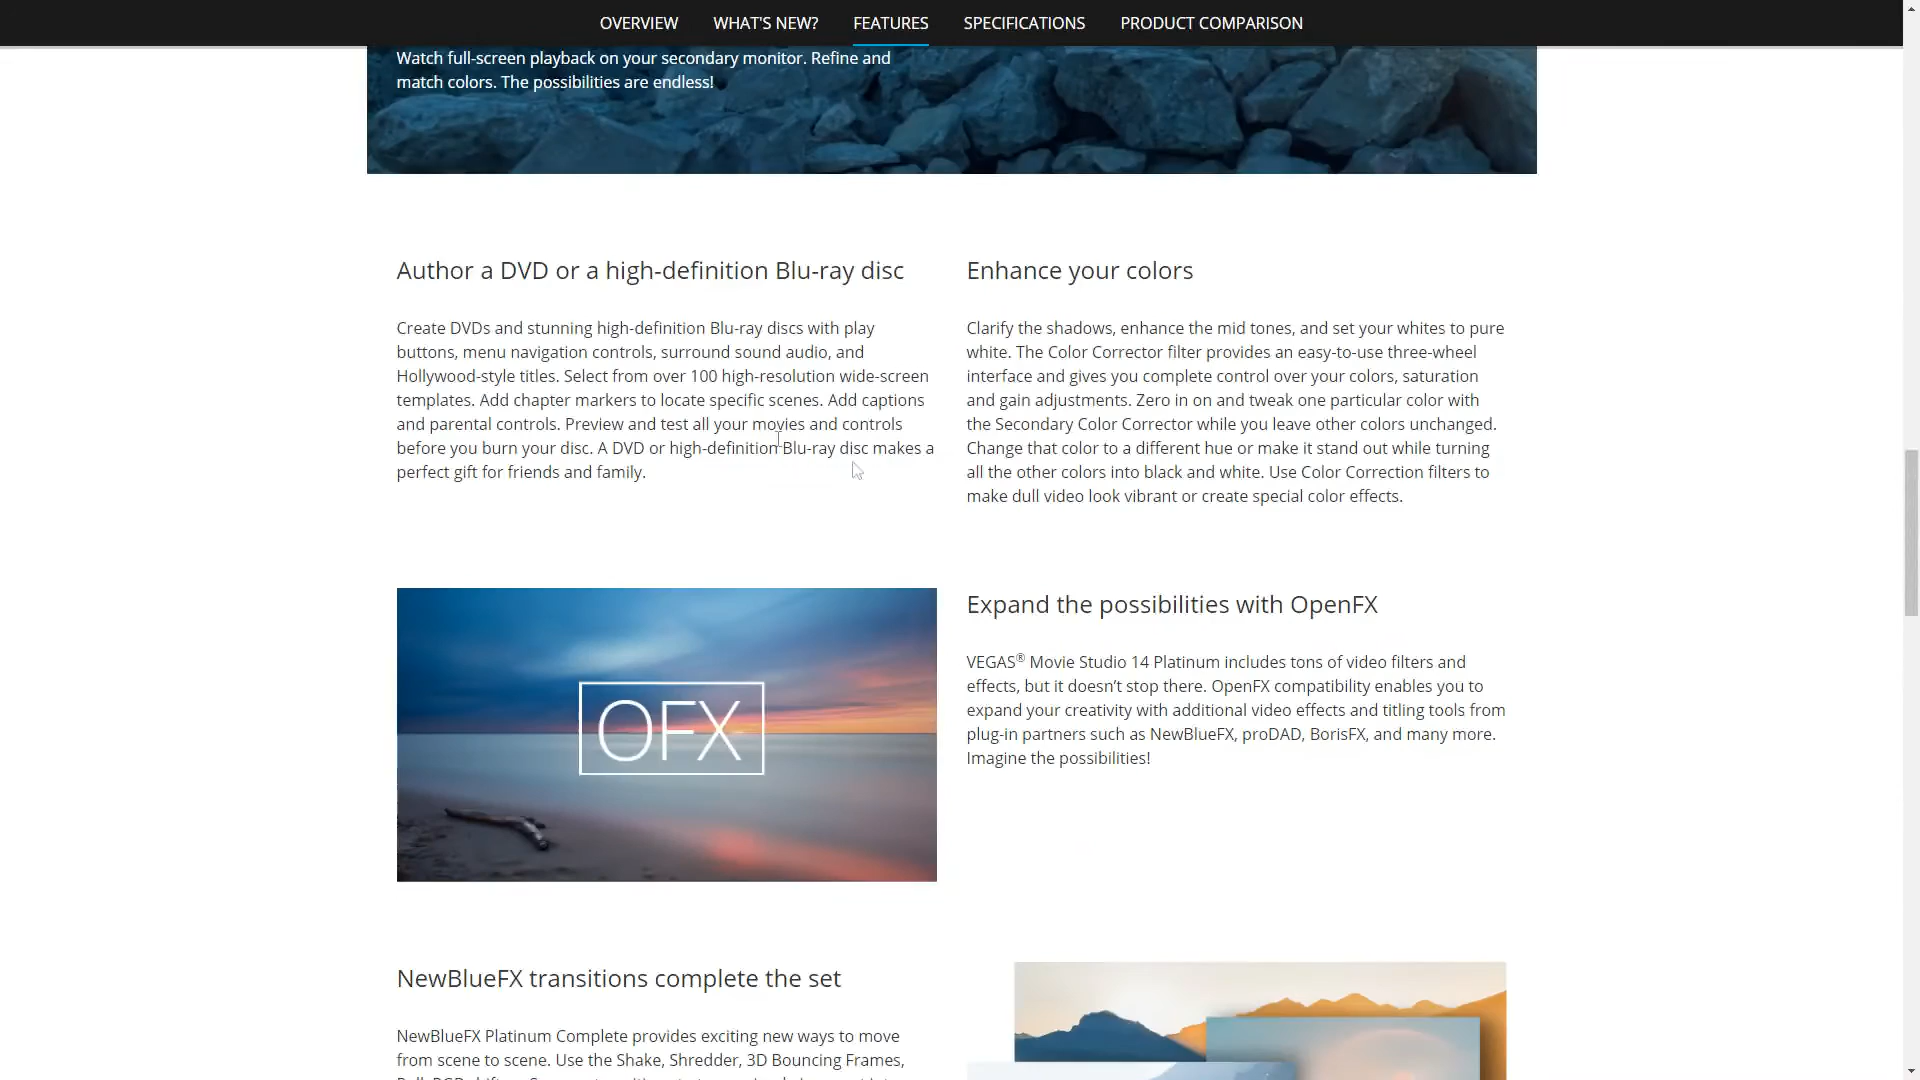 OVERVIEW WHAT'S NEW? FEATURES SPECIFICATIONS PRODUCT COMPARISON
Watch full-screen playback on your secondary monitor. Refine and
match colors. The possibilities are endless!
Author a DVD or a high-definition Blu-ray disc
Create DVDs and stunning high-definition Blu-ray discs with play
buttons, menu navigation controls, surround sound audio, and
Hollywood-style titles. Select from over 100 high-resolution wide-screen
templates. Add chapter markers to locate specific scenes. Add captions
and parental controls. Preview and test all your movies and controls
before you burn your disc. A DVD or high-definition Blu-ray disc makes a
perfect gift for friends and family.
Enhance your colors
Clarify the shadows, enhance the mid tones, and set your whites to pure
white. The Color Corrector filter provides an easy-to-use three-wheel
interface and gives you complete control over your colors, saturation
and gain adjustments. Zero in on and tweak one particular color with
the Secondary Color Corrector while you leave other colors unchanged.
Change that color to a different hue or make it stand out while turning
all the other colors into black and white. Use Color Correction filters to
make dull video look vibrant or create special color effects.
OFX
Expand the possibilities with OpenFX
VEGAS® Movie Studio 14 Platinum includes tons of video filters and
effects, but it doesn’t stop there. OpenFX compatibility enables you to
expand your creativity with additional video effects and titling tools from
plug-in partners such as NewBlueFX, proDAD, BorisFX, and many more.
Imagine the possibilities!
NewBlueFX transitions complete the set
NewBlueFX Platinum Complete provides exciting new ways to move
from scene to scene. Use the Shake, Shredder, 3D Bouncing Frames,